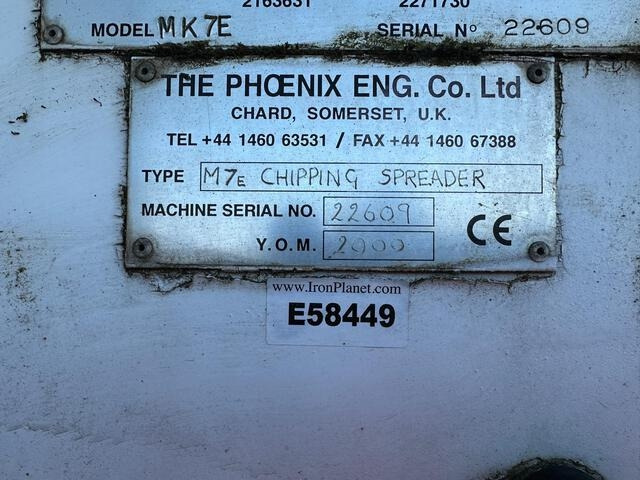 2163631 2271730
MODEL MK7E SERIAL No 22609
THE PHŒNIX ENG. Co. Ltd
CHARD, SOMERSET, U.K.
TEL +44 1460 63531 / FAX +44 1460 67388
TYPE M7E CHIPPING SPREADER
MACHINE SERIAL NO. 22609
Y.O.M. 2000
CE
www.IronPlanet.com
E58449